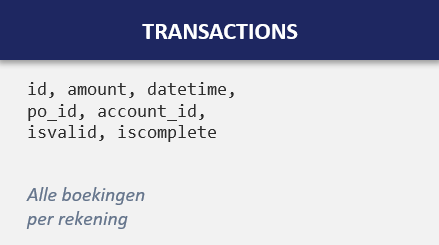 TRANSACTIONS
id, amount, datetime,
po_id, account_id,
isvalid, iscomplete
Alle boekingen
per rekening